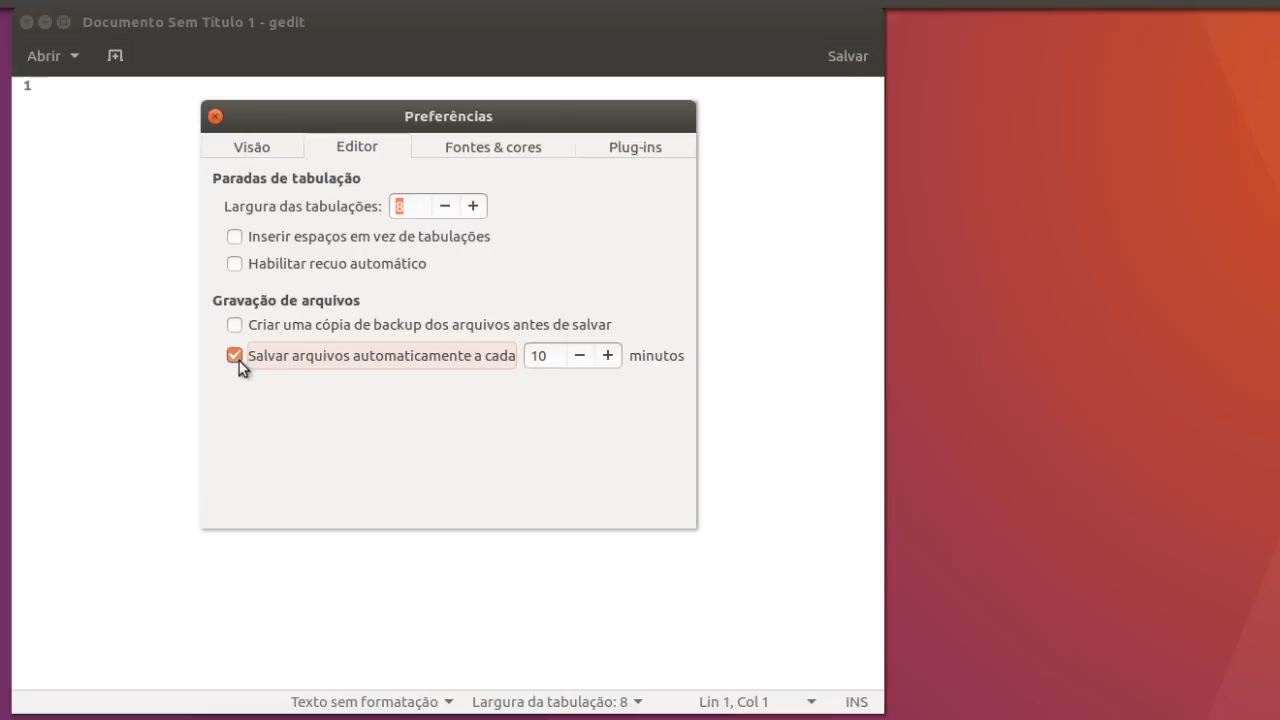 Documento Sem Título 1 - gedit
Abrir
Salvar
1
Preferências
Visão Editor Fontes & cores Plug-ins
Paradas de tabulação
Largura das tabulações: 8 − +
Inserir espaços em vez de tabulações
Habilitar recuo automático
Gravação de arquivos
Criar uma cópia de backup dos arquivos antes de salvar
Salvar arquivos automaticamente a cada 10 − + minutos
Texto sem formatação Largura da tabulação: 8 Lin 1, Col 1 INS